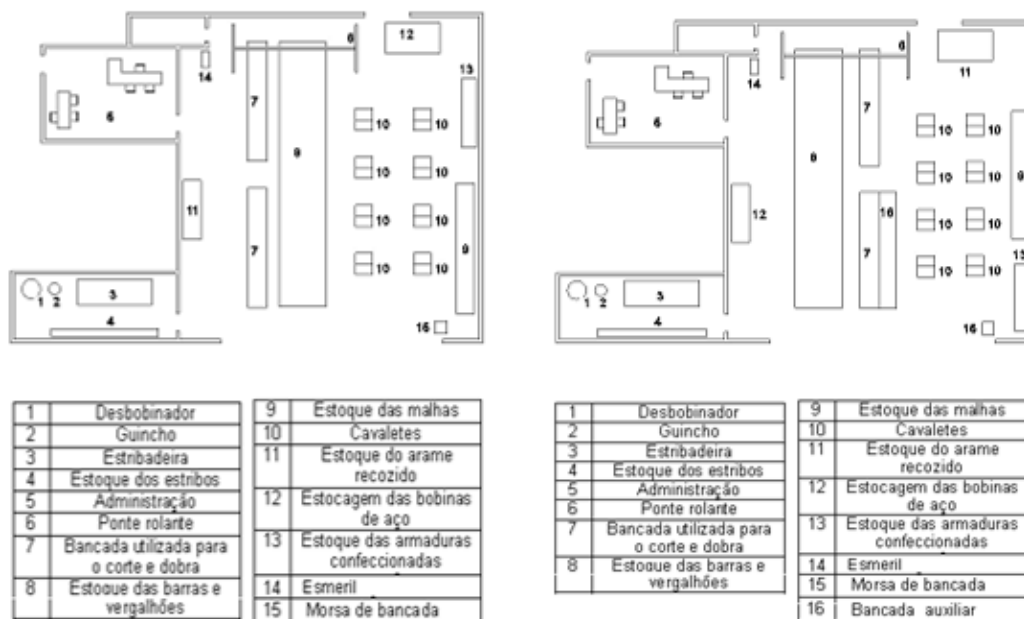 6
12
14
13
7
6
10 10
10 10
11
10 10
7
9
10 10
1 2
3
4
16
6
11
14
7
6
10 10
8
10 10
9
12
16
10 10
7
10 10
13
1 2
3
4
16
1 Desbobinador
2 Guincho
3 Estribadeira
4 Estoque dos estribos
5 Administração
6 Ponte rolante
7 Bancada utilizada para
o corte e dobra
8 Estoque das barras e
vergalhões
9 Estoque das malhas
10 Cavaletes
11 Estoque do arame
recozido
12 Estocagem das bobinas
de aço
13 Estoque das armaduras
confeccionadas
14 Esmeril
15 Morsa de bancada
1 Desbobinador
2 Guincho
3 Estribadeira
4 Estoque dos estribos
5 Administração
6 Ponte rolante
7 Bancada utilizada para
o corte e dobra
8 Estoque das barras e
vergalhões
9 Estoque das malhas
10 Cavaletes
11 Estoque do arame
recozido
12 Estocagem das bobinas
de aço
13 Estoque das armaduras
confeccionadas
14 Esmeril
15 Morsa de bancada
16 Bancada auxiliar